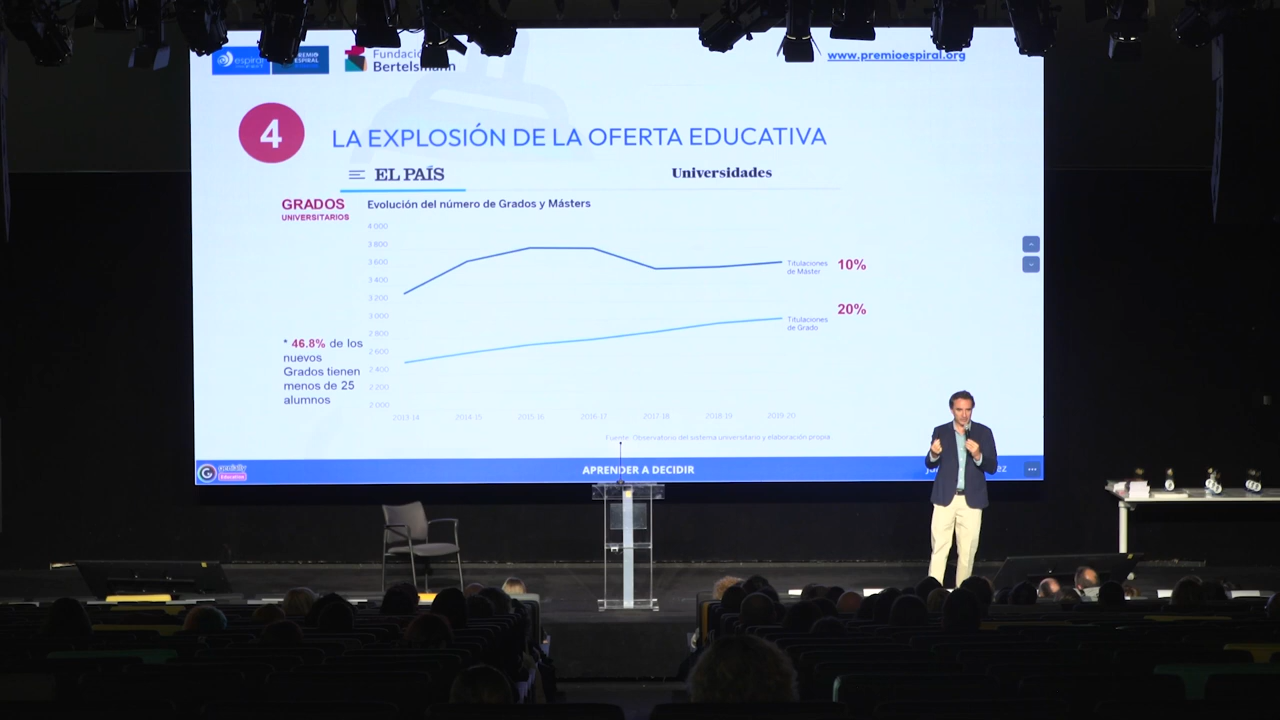 espiral
PREMIO
ESPIRAL
Fundació
Bertelsmann
www.premioespiral.org
4
LA EXPLOSIÓN DE LA OFERTA EDUCATIVA
EL PAÍS
Universidades
GRADOS
UNIVERSITARIOS
Evolución del número de Grados y Másters
4 000
3 800
3 600
3 400
3 200
3 000
2 800
2 600
2 400
2 200
2 000
Titulaciones
de Máster
10%
Titulaciones
de Grado
20%
* 46.8% de los
nuevos
Grados tienen
menos de 25
alumnos
2013-14 2014-15 2015-16 2016-17 2017-18 2018-19 2019-20
Fuente: Observatorio del sistema universitario y elaboración propia
genially
Education
APRENDER A DECIDIR